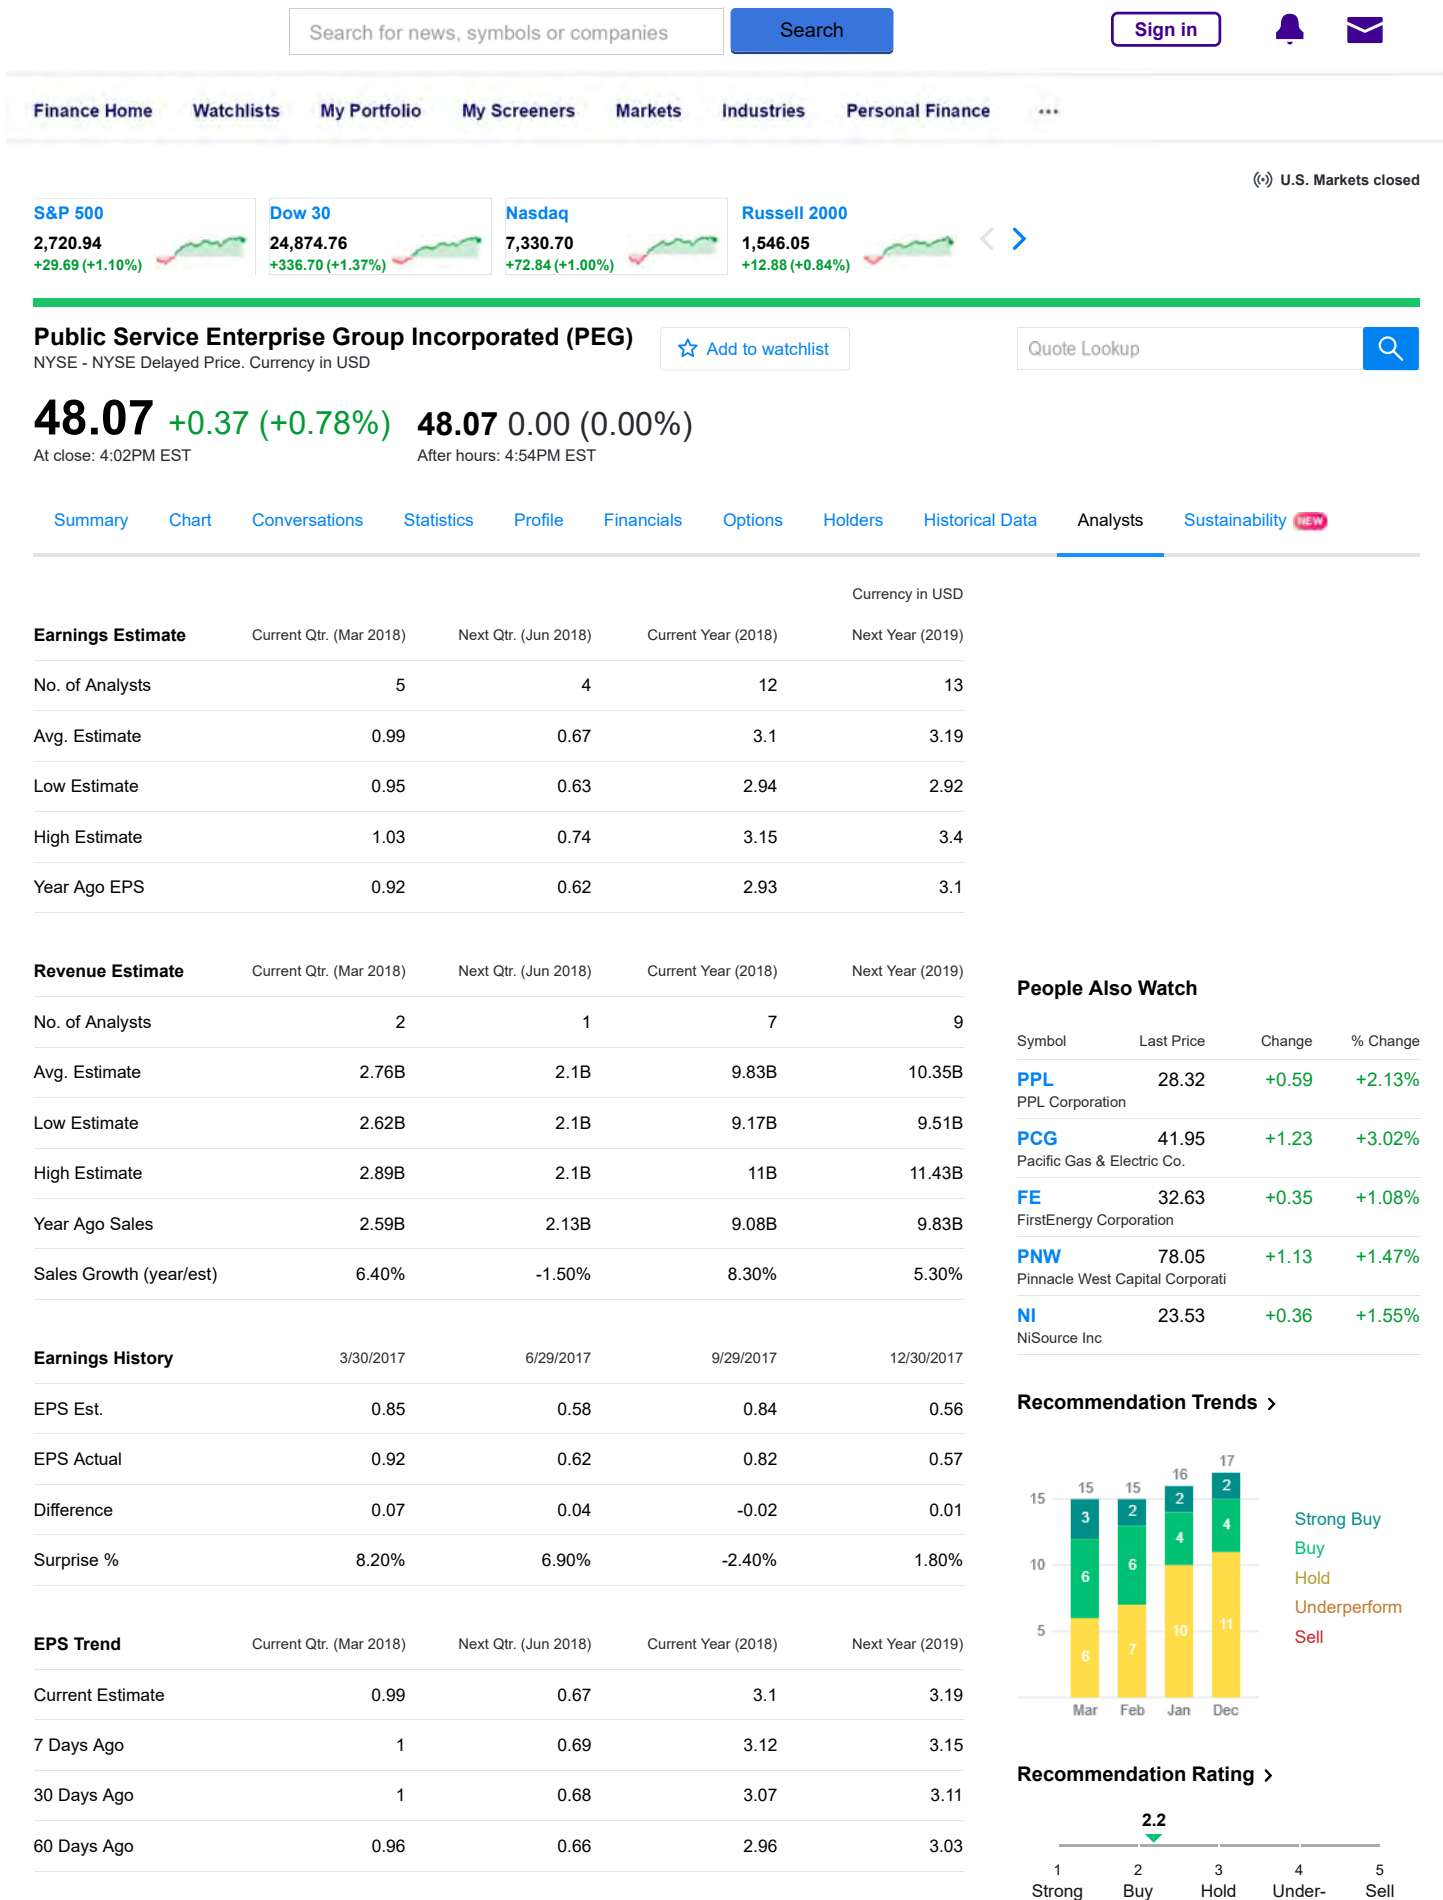 Search for news, symbols or companies Search Sign in
Finance Home Watchlists My Portfolio My Screeners Markets Industries Personal Finance ...
U.S. Markets closed
S&P 500 Dow 30 Nasdaq Russell 2000
2,720.94 24,874.76 7,330.70 1,546.05
+29.69 (+1.10%) +336.70 (+1.37%) +72.84 (+1.00%) +12.88 (+0.84%)
Public Service Enterprise Group Incorporated (PEG) Add to watchlist Quote Lookup
NYSE - NYSE Delayed Price. Currency in USD
48.07 +0.37 (+0.78%) 48.07 0.00 (0.00%)
At close: 4:02PM EST After hours: 4:54PM EST
Summary Chart Conversations Statistics Profile Financials Options Holders Historical Data Analysts Sustainability NEW
Currency in USD
Earnings Estimate Current Qtr. (Mar 2018) Next Qtr. (Jun 2018) Current Year (2018) Next Year (2019)
No. of Analysts 5 4 12 13
Avg. Estimate 0.99 0.67 3.1 3.19
Low Estimate 0.95 0.63 2.94 2.92
High Estimate 1.03 0.74 3.15 3.4
Year Ago EPS 0.92 0.62 2.93 3.1
Revenue Estimate Current Qtr. (Mar 2018) Next Qtr. (Jun 2018) Current Year (2018) Next Year (2019)
No. of Analysts 2 1 7 9
Avg. Estimate 2.76B 2.1B 9.83B 10.35B
Low Estimate 2.62B 2.1B 9.17B 9.51B
High Estimate 2.89B 2.1B 11B 11.43B
Year Ago Sales 2.59B 2.13B 9.08B 9.83B
Sales Growth (year/est) 6.40% -1.50% 8.30% 5.30%
Earnings History 3/30/2017 6/29/2017 9/29/2017 12/30/2017
EPS Est. 0.85 0.58 0.84 0.56
EPS Actual 0.92 0.62 0.82 0.57
Difference 0.07 0.04 -0.02 0.01
Surprise % 8.20% 6.90% -2.40% 1.80%
EPS Trend Current Qtr. (Mar 2018) Next Qtr. (Jun 2018) Current Year (2018) Next Year (2019)
Current Estimate 0.99 0.67 3.1 3.19
7 Days Ago 1 0.69 3.12 3.15
30 Days Ago 1 0.68 3.07 3.11
60 Days Ago 0.96 0.66 2.96 3.03
People Also Watch
Symbol Last Price Change % Change
PPL 28.32 +0.59 +2.13%
PPL Corporation
PCG 41.95 +1.23 +3.02%
Pacific Gas & Electric Co.
FE 32.63 +0.35 +1.08%
FirstEnergy Corporation
PNW 78.05 +1.13 +1.47%
Pinnacle West Capital Corporati
NI 23.53 +0.36 +1.55%
NiSource Inc
Recommendation Trends
15 15 16 17
15 3 2 2 2
10 6 6 4 4
5 6 7 10 11
Mar Feb Jan Dec
Strong Buy
Buy
Hold
Underperform
Sell
Recommendation Rating
2.2
1 2 3 4 5
Strong Buy Hold Under- Sell